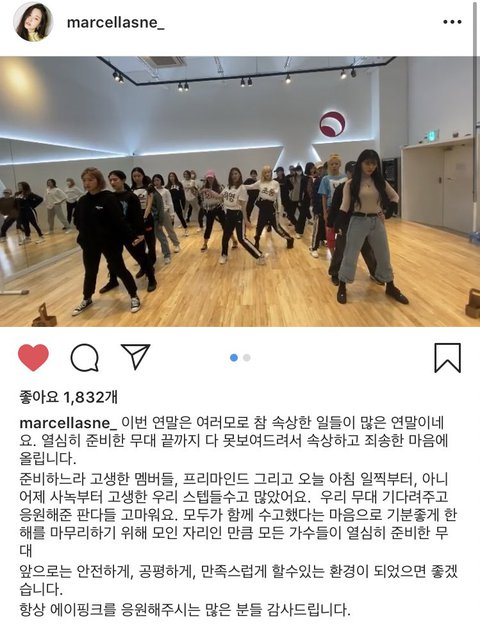 marcellasne_
좋아요 1,832개
marcellasne_ 이번 연말은 여러모로 참 속상한 일들이 많은 연말이네
요. 열심히 준비한 무대 끝까지 다 못보여드려서 속상하고 죄송한 마음에
올립니다.
준비하느라 고생한 멤버들, 프리마인드 그리고 오늘 아침 일찍부터, 아니
어제 사녹부터 고생한 우리 스텝들수고 많았어요. 우리 무대 기다려주고
응원해준 판다들 고마워요. 모두가 함께 수고했다는 마음으로 기분좋게 한
해를 마무리하기 위해 모인 자리인 만큼 모든 가수들이 열심히 준비한 무
대
앞으로는 안전하게, 공평하게, 만족스럽게 할수있는 환경이 되었으면 좋겠
습니다.
항상 에이핑크를 응원해주시는 많은 분들 감사드립니다.